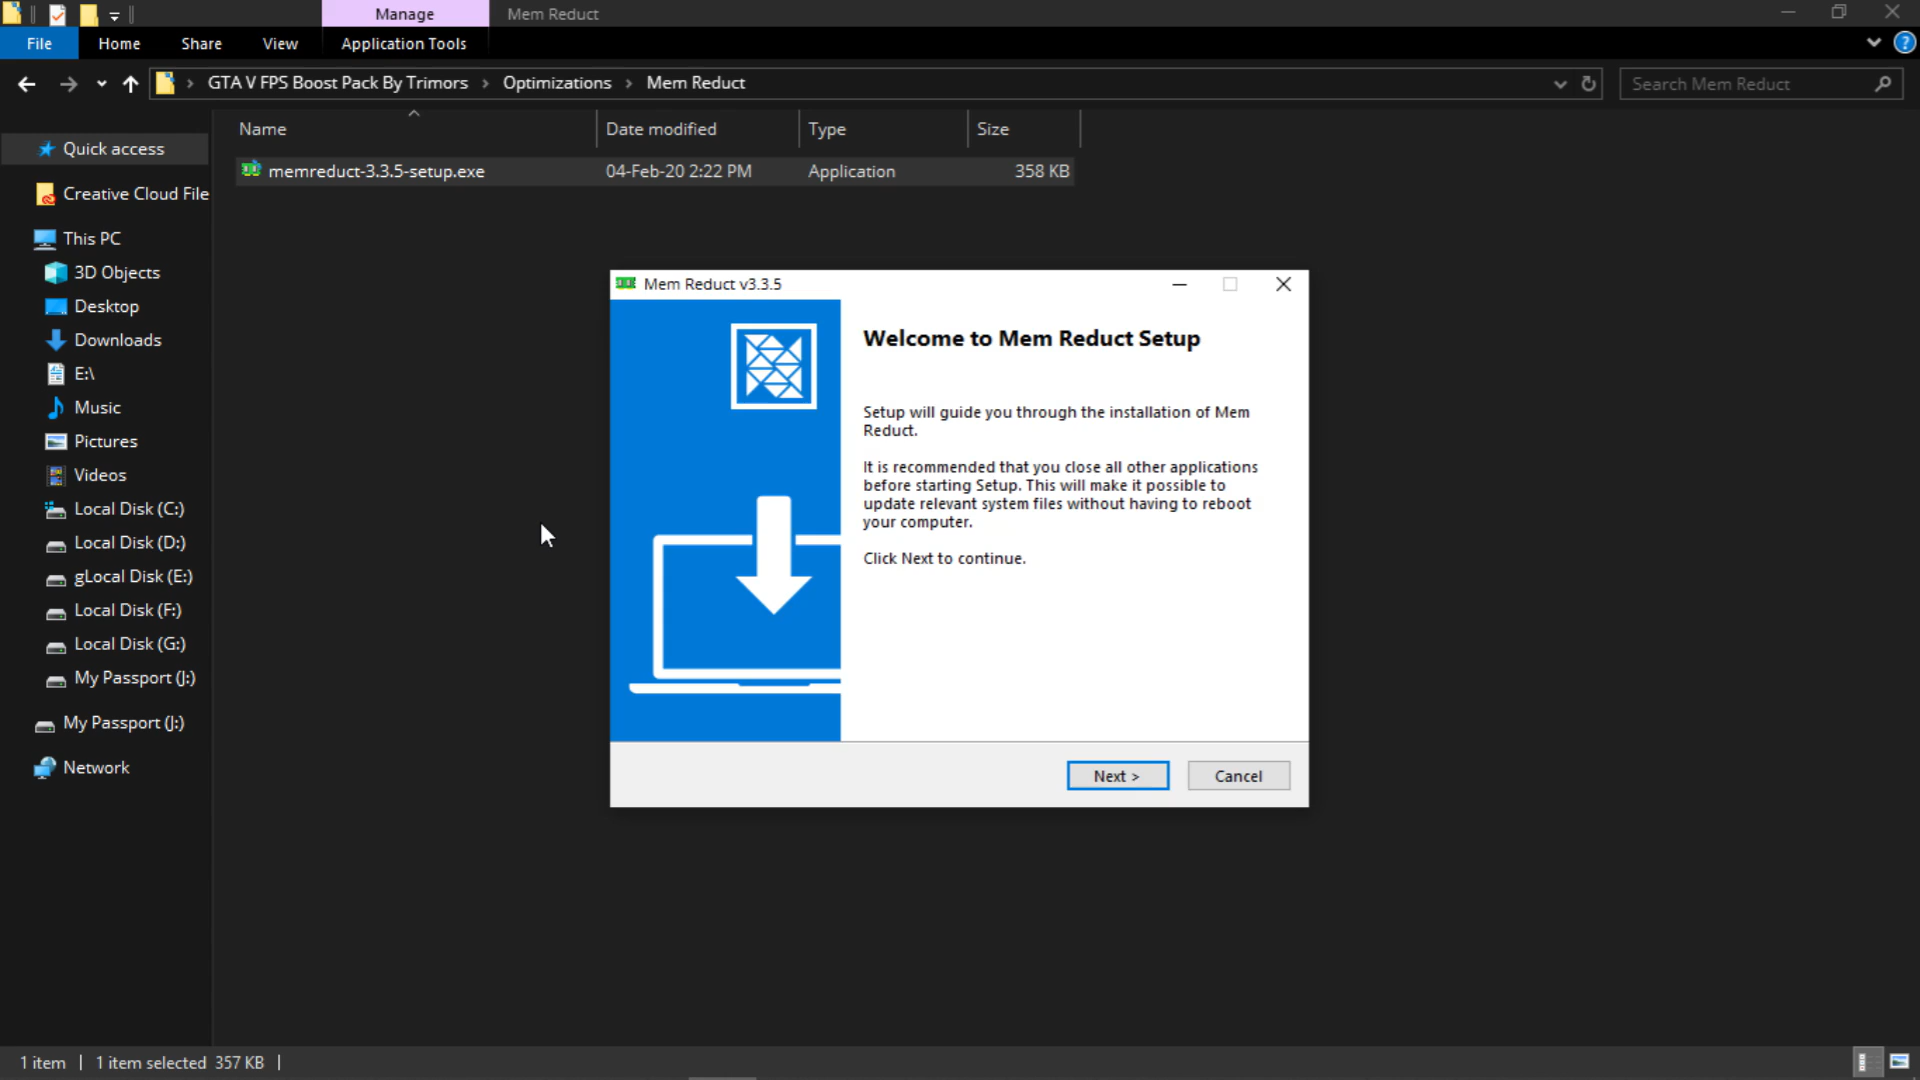 Manage
Mem Reduct
File
Home
Share
View
Application Tools
GTA V FPS Boost Pack By Trimors
Optimizations
Mem Reduct
Search Mem Reduct
Name
Date modified
Type
Size
memreduct-3.3.5-setup.exe
04-Feb-20 2:22 PM
Application
358 KB
Quick access
Creative Cloud File
This PC
3D Objects
Desktop
Downloads
E:\
Music
Pictures
Videos
Local Disk (C:)
Local Disk (D:)
gLocal Disk (E:)
Local Disk (F:)
Local Disk (G:)
My Passport (J:)
My Passport (J:)
Network
Mem Reduct v3.3.5
Welcome to Mem Reduct Setup
Setup will guide you through the installation of Mem
Reduct.
It is recommended that you close all other applications
before starting Setup. This will make it possible to
update relevant system files without having to reboot
your computer.
Click Next to continue.
Next >
Cancel
1 item
1 item selected 357 KB